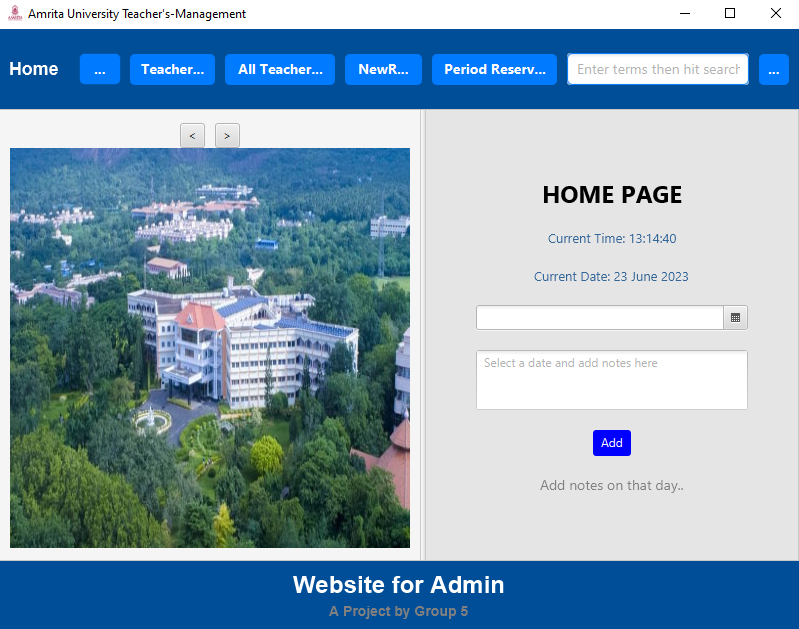 Amrita University Teacher's-Management
Home
...
Teacher...
All Teacher...
NewR...
Period Reserv...
Enter terms then hit search
...
<
>
HOME PAGE
Current Time: 13:14:40
Current Date: 23 June 2023
Select a date and add notes here
Add
Add notes on that day..
Website for Admin
A Project by Group 5